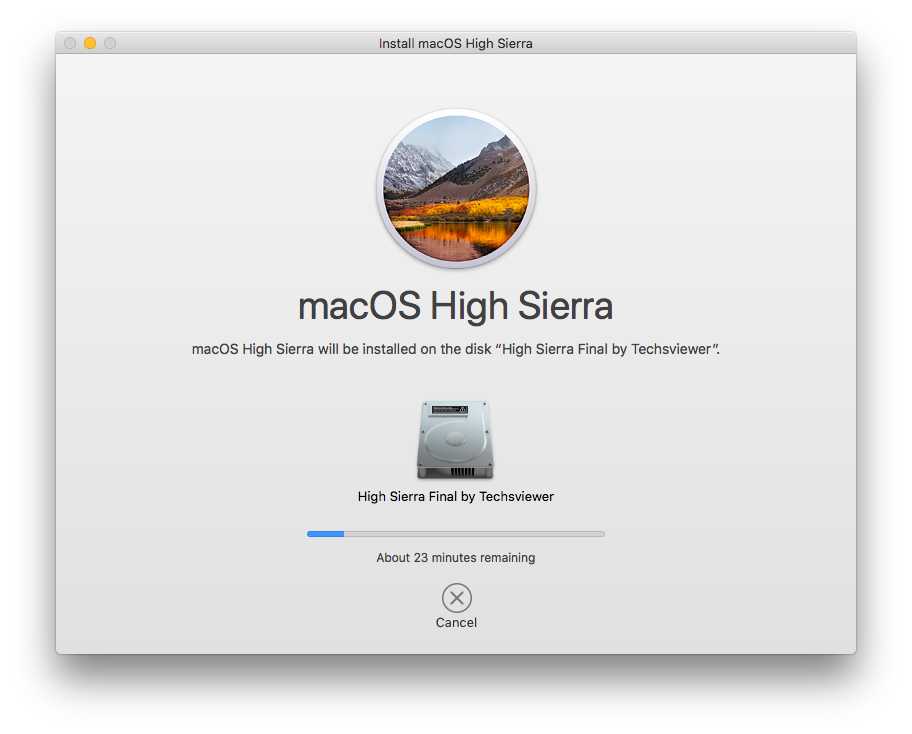 Install macOS High Sierra
macOS High Sierra
macOS High Sierra will be installed on the disk “High Sierra Final by Techsviewer”.
High Sierra Final by Techsviewer
About 23 minutes remaining
Cancel